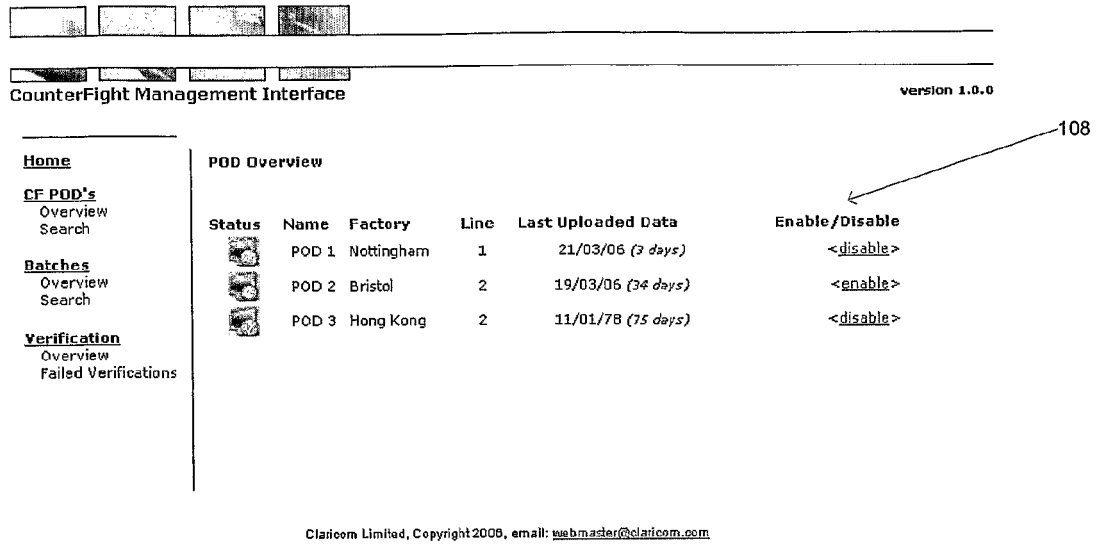 CounterFight Management Interface
version 1.0.0
108
Home
CF POD's
Overview
Search
Batches
Overview
Search
Verification
Overview
Failed Verifications
POD Overview
Status Name Factory Line Last Uploaded Data Enable/Disable
POD 1 Nottingham 1 21/03/06 (3 days) <disable>
POD 2 Bristol 2 19/03/06 (34 days) <enable>
POD 3 Hong Kong 2 11/01/78 (75 days) <disable>
Claricom Limited, Copyright 2006, email: webmaster@claricom.com